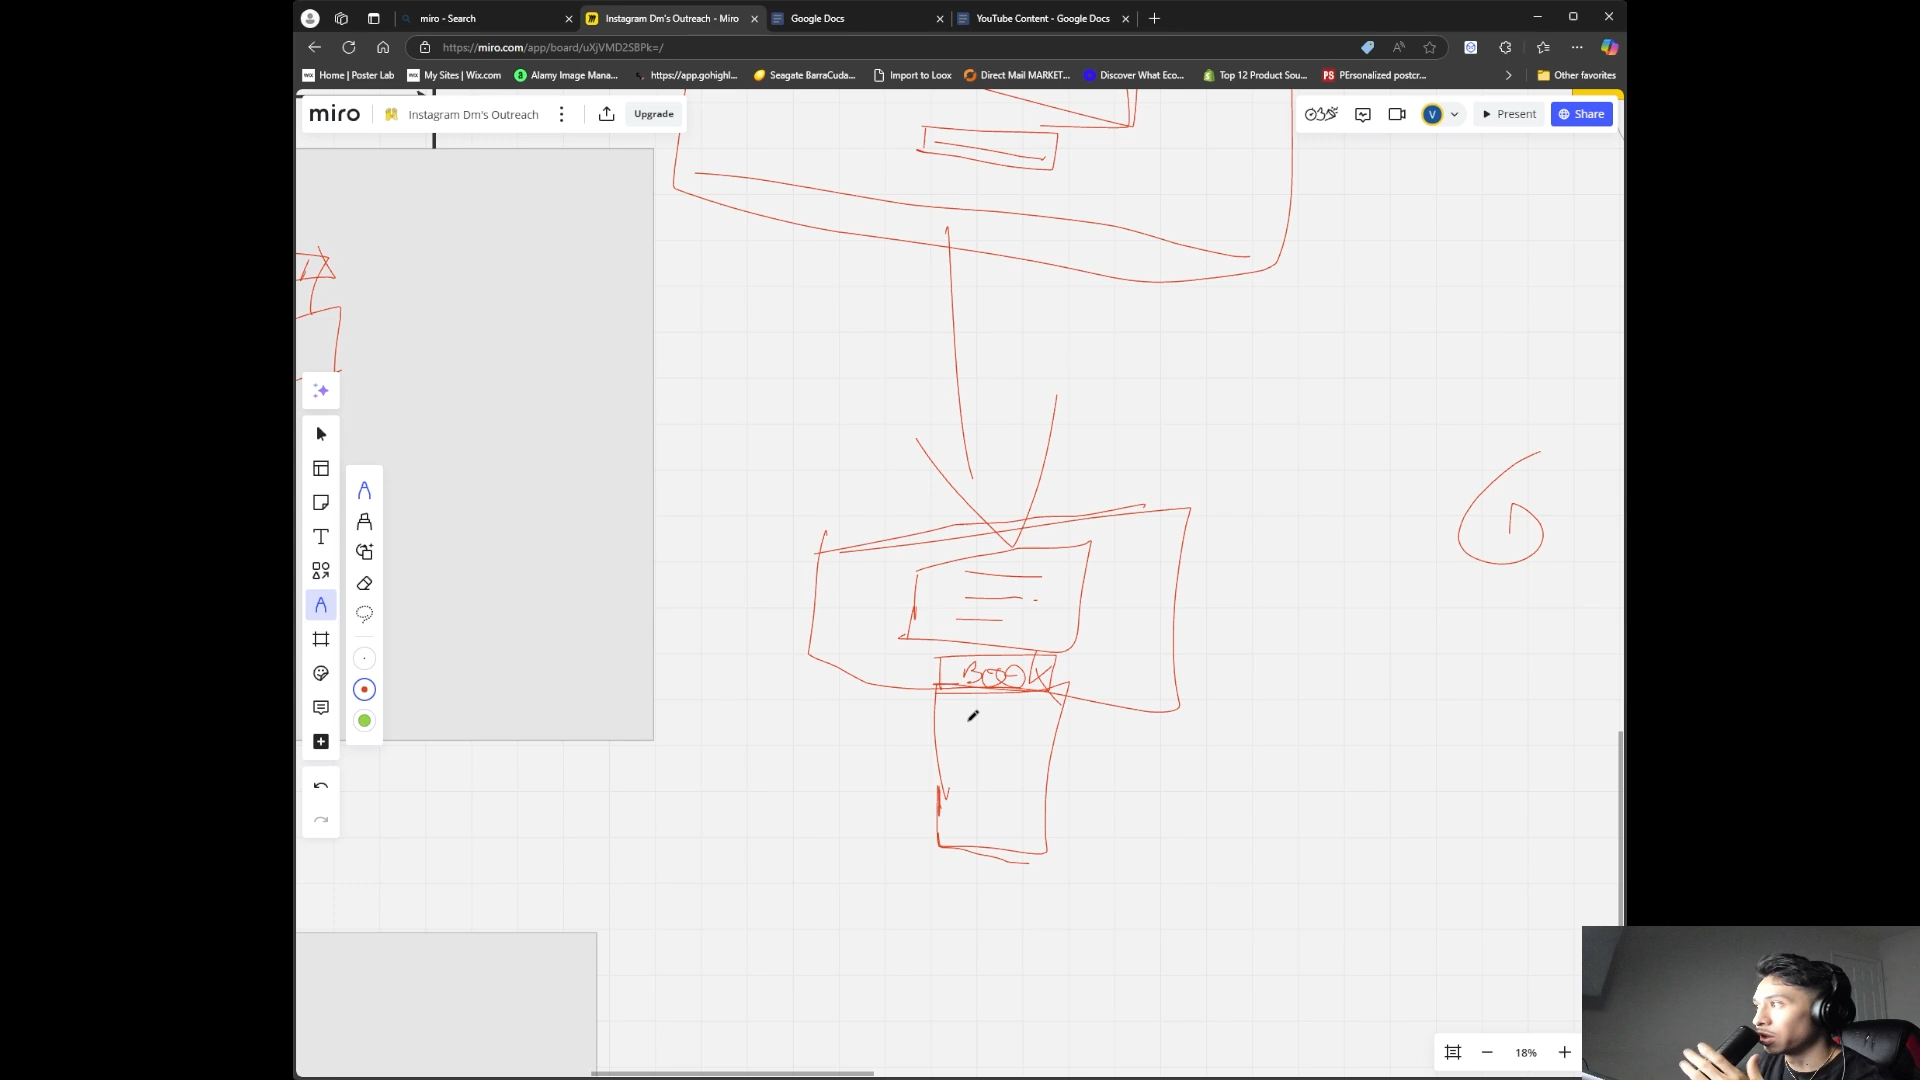 miro - Search
Instagram Dm's Outreach - Miro
Google Docs
YouTube Content - Google Docs
https://miro.com/app/board/uXjVMD2SBPk=/
Home | Poster Lab
My Sites | Wix.com
Alamy Image Mana...
https://app.gohighl...
Seagate BarraCuda...
Import to Loox
Direct Mail MARKET...
Discover What Eco...
Top 12 Product Sou...
PErsonalized postcr...
Other favorites
miro
Instagram Dm's Outreach
Upgrade
V
Present
Share
BOOK
18%